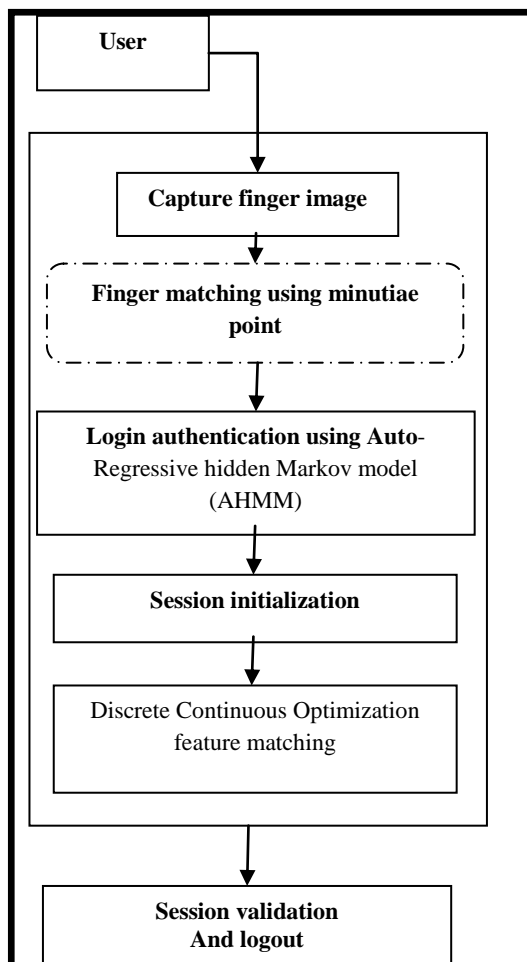 User
Capture finger image
Finger matching using minutiae
point
Login authentication using Auto-
Regressive hidden Markov model
(AHMM)
Session initialization
Discrete Continuous Optimization
feature matching
Session validation
And logout